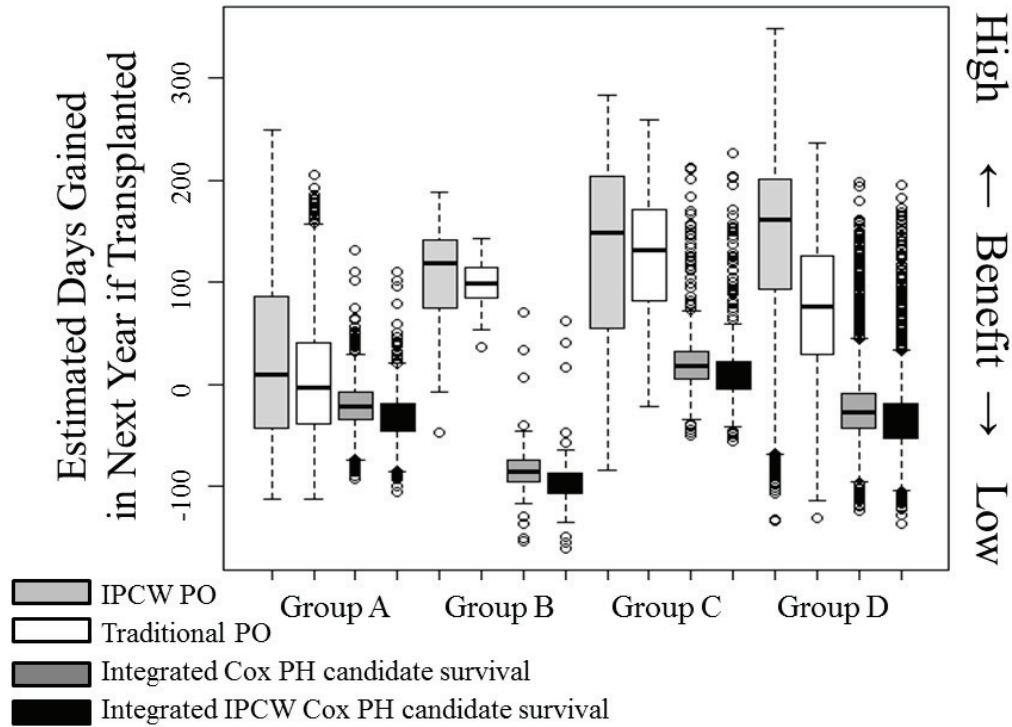 Estimated Days Gained
in Next Year if Transplanted
300
200
100
0
-100
High ← Benefit → Low
Group A
Group B
Group C
Group D
IPCW PO
Traditional PO
Integrated Cox PH candidate survival
Integrated IPCW Cox PH candidate survival